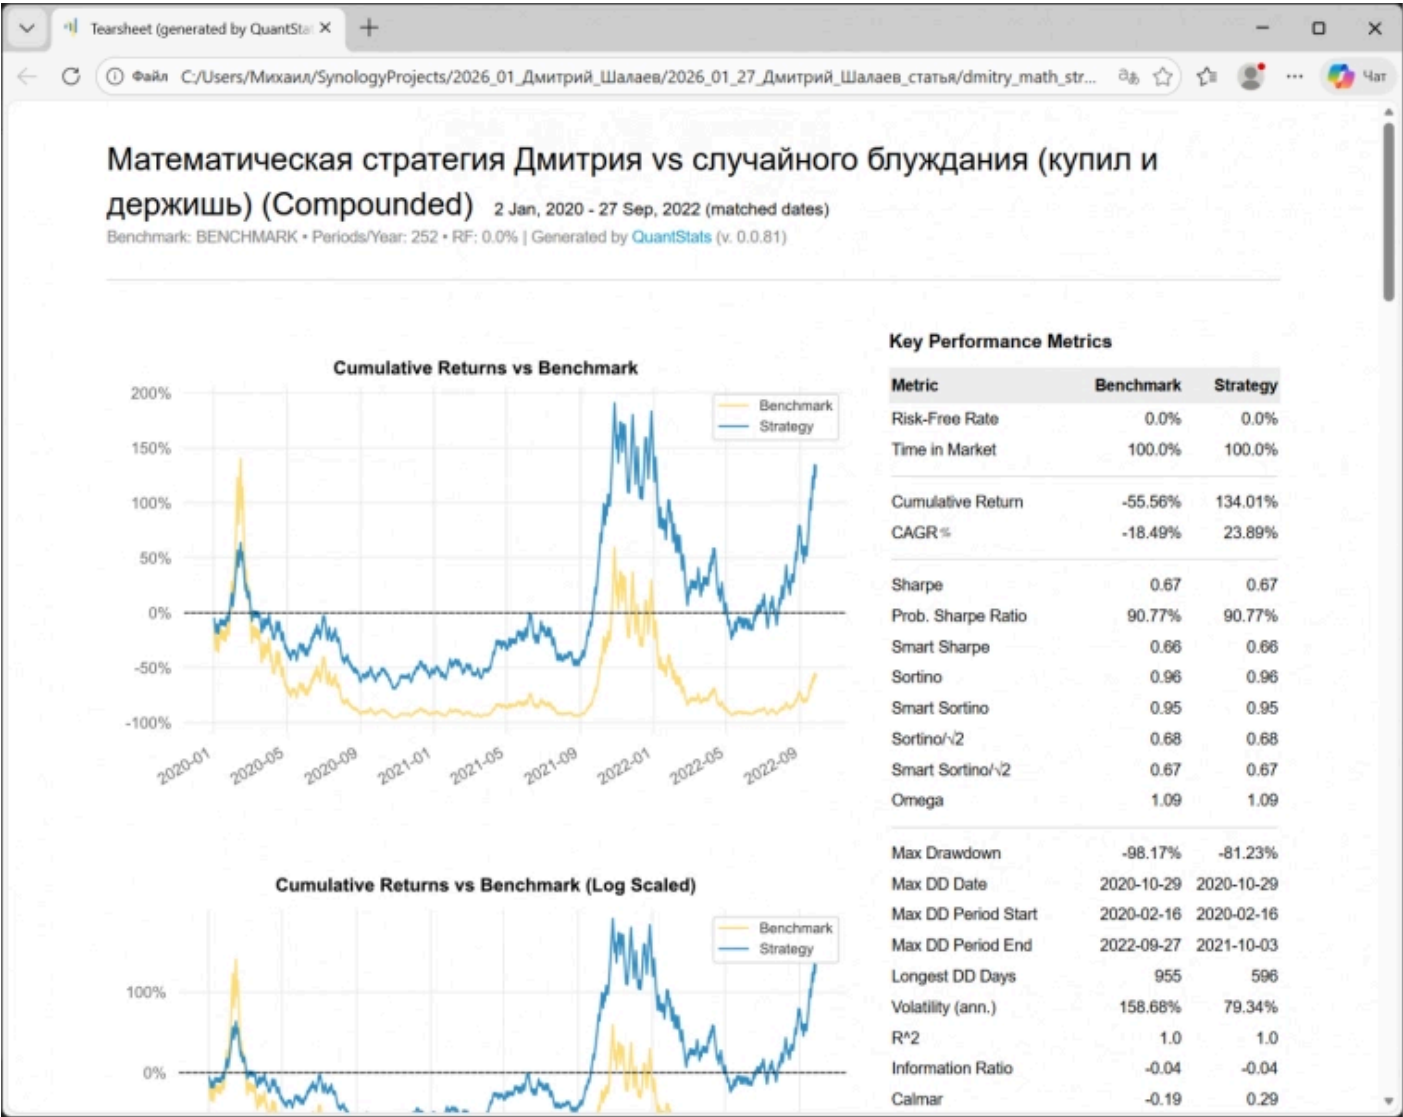 Tearsheet (generated by QuantSta
Файл C:/Users/Михаил/SynologyProjects/2026_01_Дмитрий_Шалаев/2026_01_27_Дмитрий_Шалаев_статья/dmitry_math_str...
Чат
Математическая стратегия Дмитрия vs случайного блуждания (купил и
держишь) (Compounded) 2 Jan, 2020 - 27 Sep, 2022 (matched dates)
Benchmark: BENCHMARK • Periods/Year: 252 • RF: 0.0% | Generated by QuantStats (v. 0.0.81)
Cumulative Returns vs Benchmark
200%
150%
100%
50%
0%
-50%
-100%
Benchmark
Strategy
2020-01 2020-05 2020-09 2021-01 2021-05 2021-09 2022-01 2022-05 2022-09
Cumulative Returns vs Benchmark (Log Scaled)
Benchmark
Strategy
100%
0%
Key Performance Metrics
Metric Benchmark Strategy
Risk-Free Rate 0.0% 0.0%
Time in Market 100.0% 100.0%
Cumulative Return -55.56% 134.01%
CAGR﹪ -18.49% 23.89%
Sharpe 0.67 0.67
Prob. Sharpe Ratio 90.77% 90.77%
Smart Sharpe 0.66 0.66
Sortino 0.96 0.96
Smart Sortino 0.95 0.95
Sortino/√2 0.68 0.68
Smart Sortino/√2 0.67 0.67
Omega 1.09 1.09
Max Drawdown -98.17% -81.23%
Max DD Date 2020-10-29 2020-10-29
Max DD Period Start 2020-02-16 2020-02-16
Max DD Period End 2022-09-27 2021-10-03
Longest DD Days 955 596
Volatility (ann.) 158.68% 79.34%
R^2 1.0 1.0
Information Ratio -0.04 -0.04
Calmar -0.19 0.29